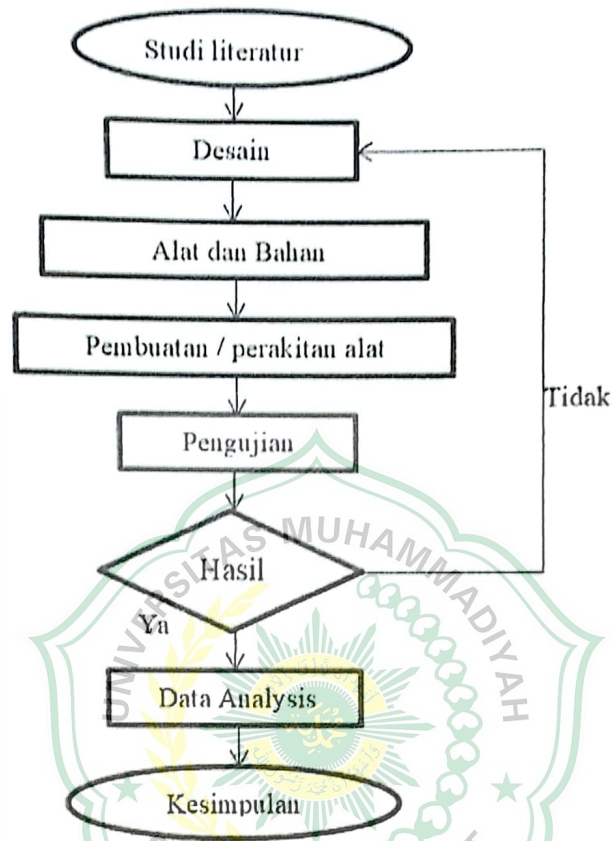 Studi literatur
Desain
Alat dan Bahan
Pembuatan / perakitan alat
Tidak
Pengujian
UNIVERSITAS MUHAMMADIYAH
Hasil
Ya
Data Analysis
Kesimpulan